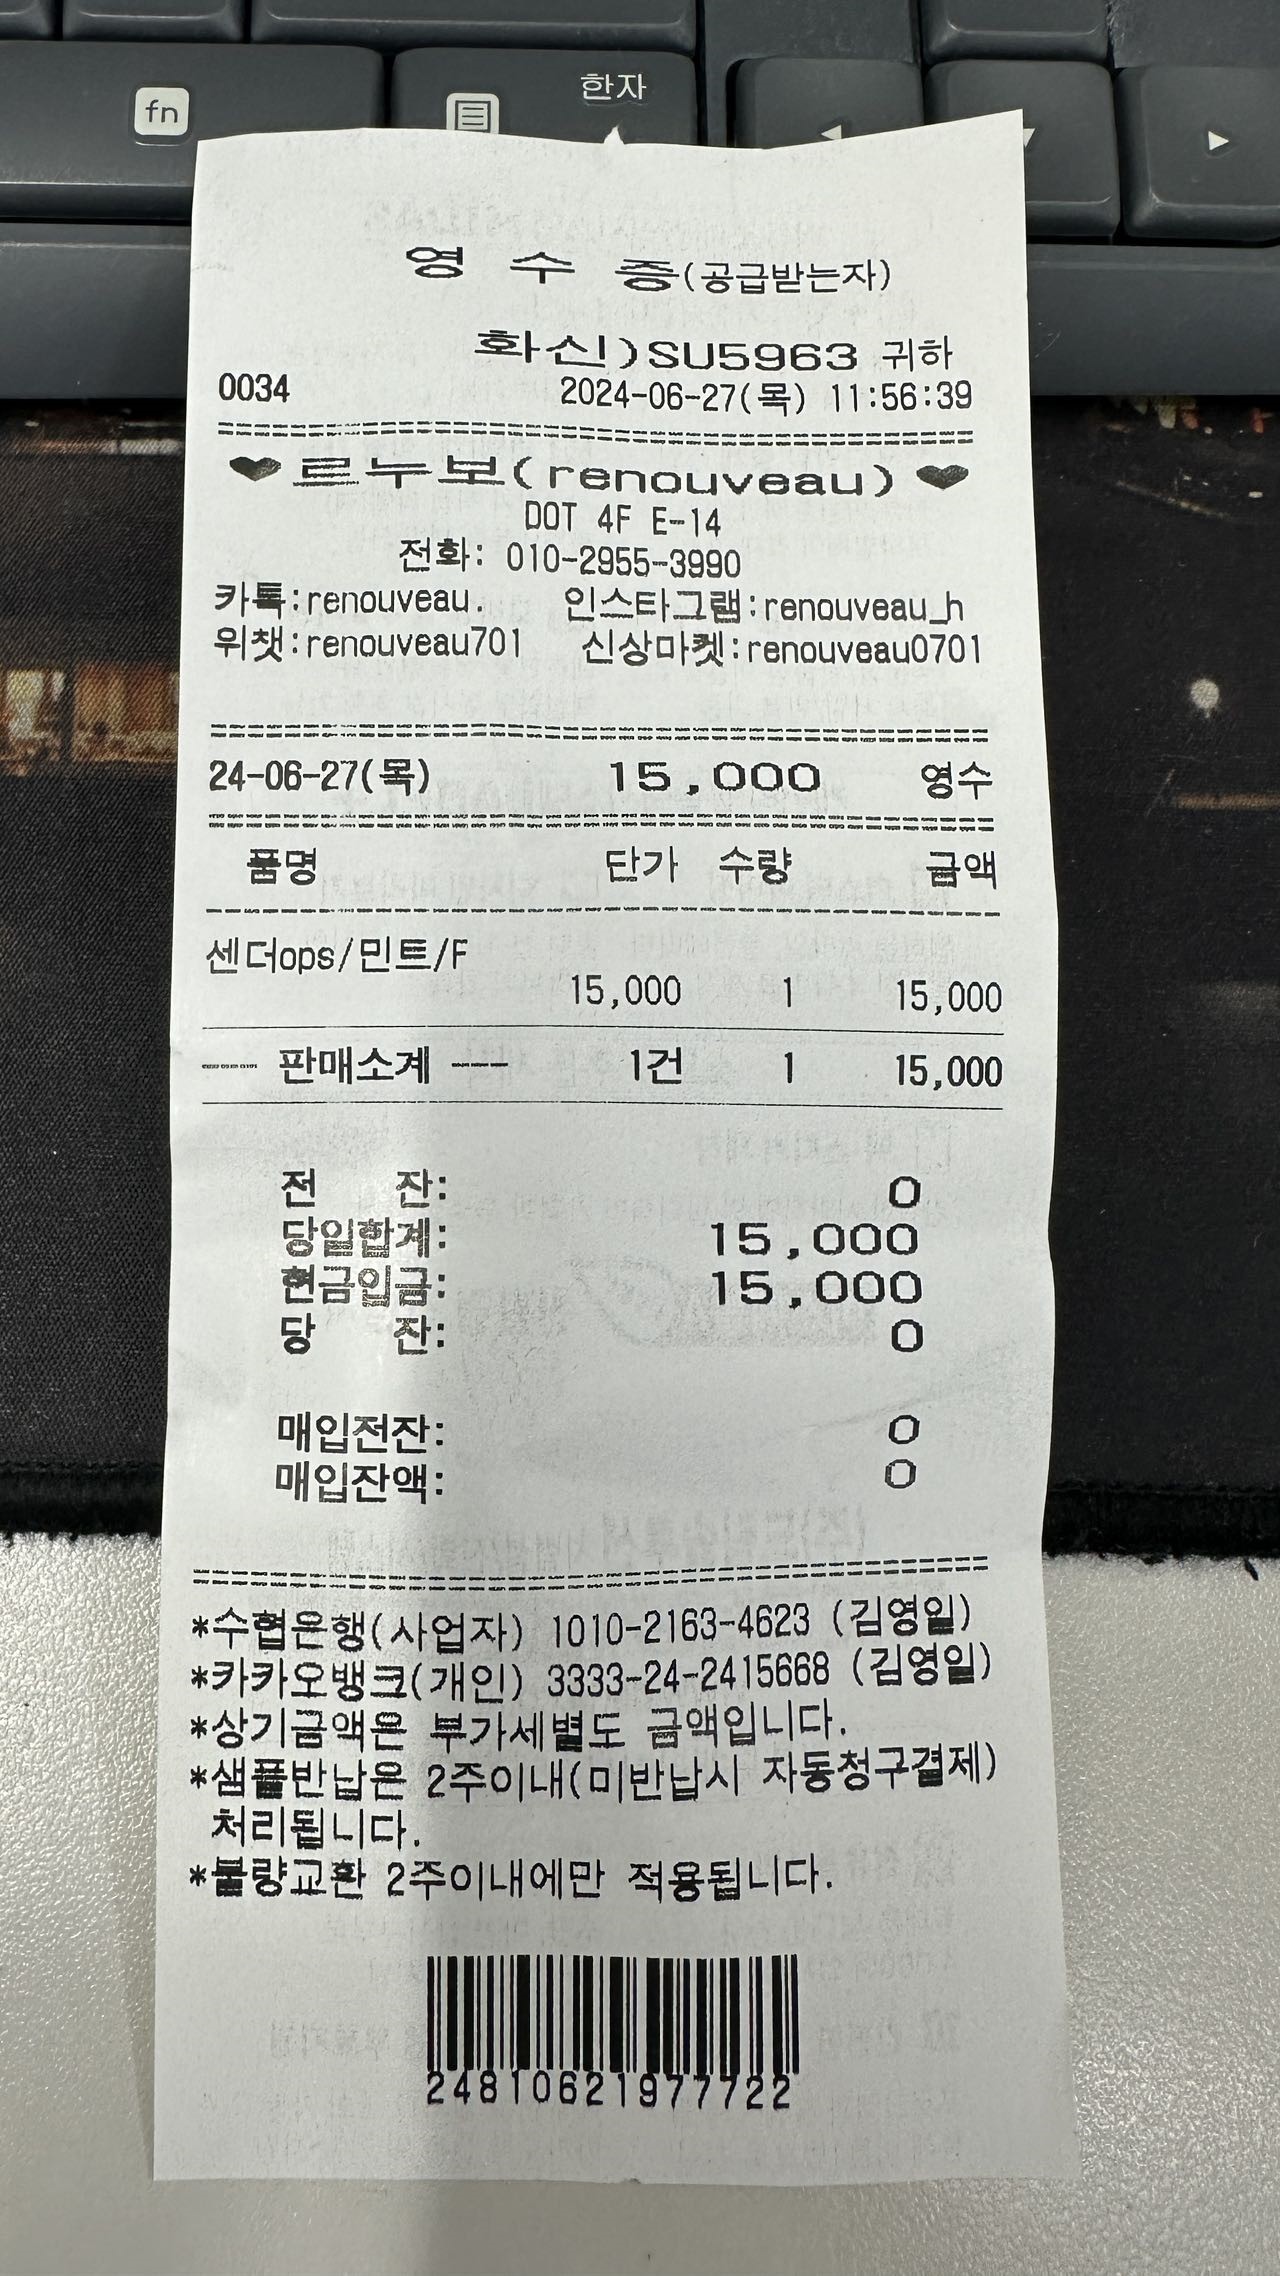 fn
한자
영 수 증(공급받는자)
화신)SU5963 귀하
0034 2024-06-27(목) 11:56:39
❤르누보(renouveau)❤
DOT 4F E-14
전화: 010-2955-3990
카톡:renouveau. 인스타그램:renouveau_h
위챗:renouveau701 신상마켓:renouveau0701
24-06-27(목) 15,000 영수
품명 단가 수량 금액
센더ops/민트/F
15,000 1 15,000
---- 판매소계 ---- 1건 1 15,000
전 잔: 0
당일합계: 15,000
현금입금: 15,000
당 잔: 0
매입전잔: 0
매입잔액: 0
*수협은행(사업자) 1010-2163-4623 (김영일)
*카카오뱅크(개인) 3333-24-2415668 (김영일)
*상기금액은 부가세별도 금액입니다.
*샘플반납은 2주이내(미반납시 자동청구결제)
처리됩니다.
*불량교환 2주이내에만 적용됩니다.
24810621977722